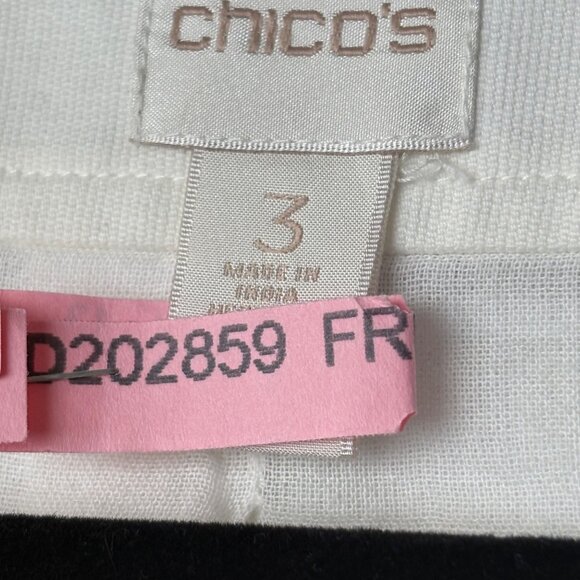 chico's
3
MADE IN
INDIA
D202859 FR